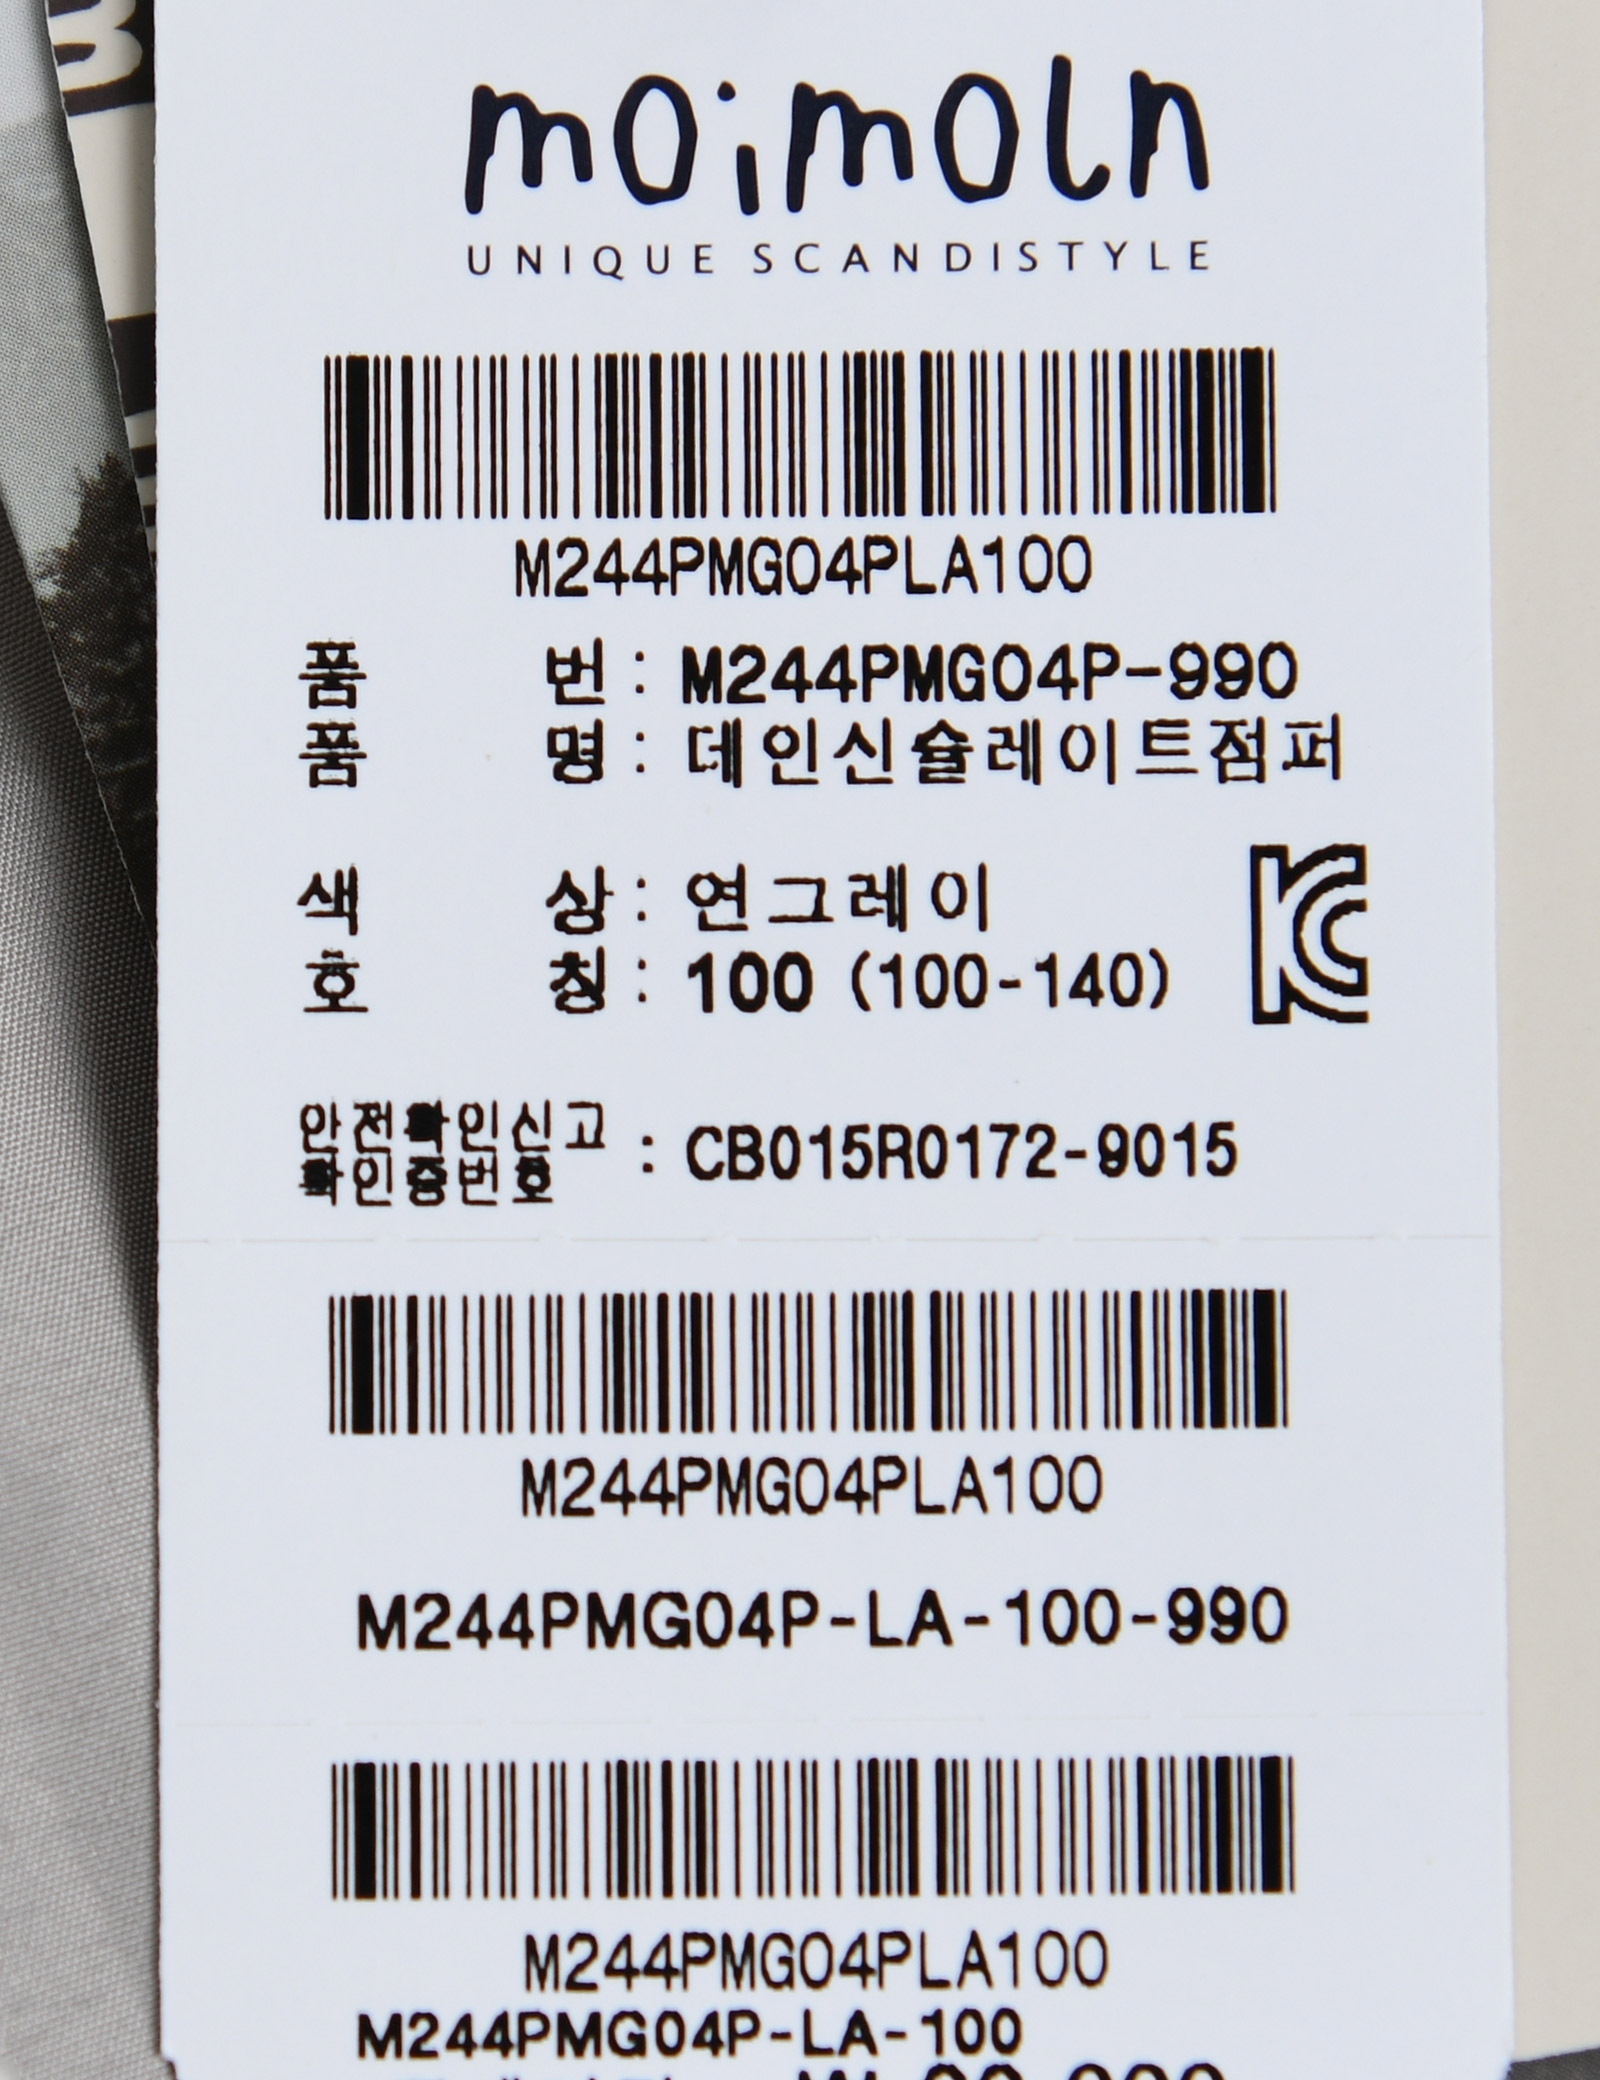 moimoln
UNIQUE SCANDISTYLE
M244PMG04PLA100
품 번 : M244PMG04P-990
품 명 : 데인신슐레이트점퍼
색 상 : 연그레이
호 칭 : 100 (100-140)
안전확인신고
확인증번호 : CB015R0172-9015
M244PMG04PLA100
M244PMG04P-LA-100-990
M244PMG04PLA100
M244PMG04P-LA-100